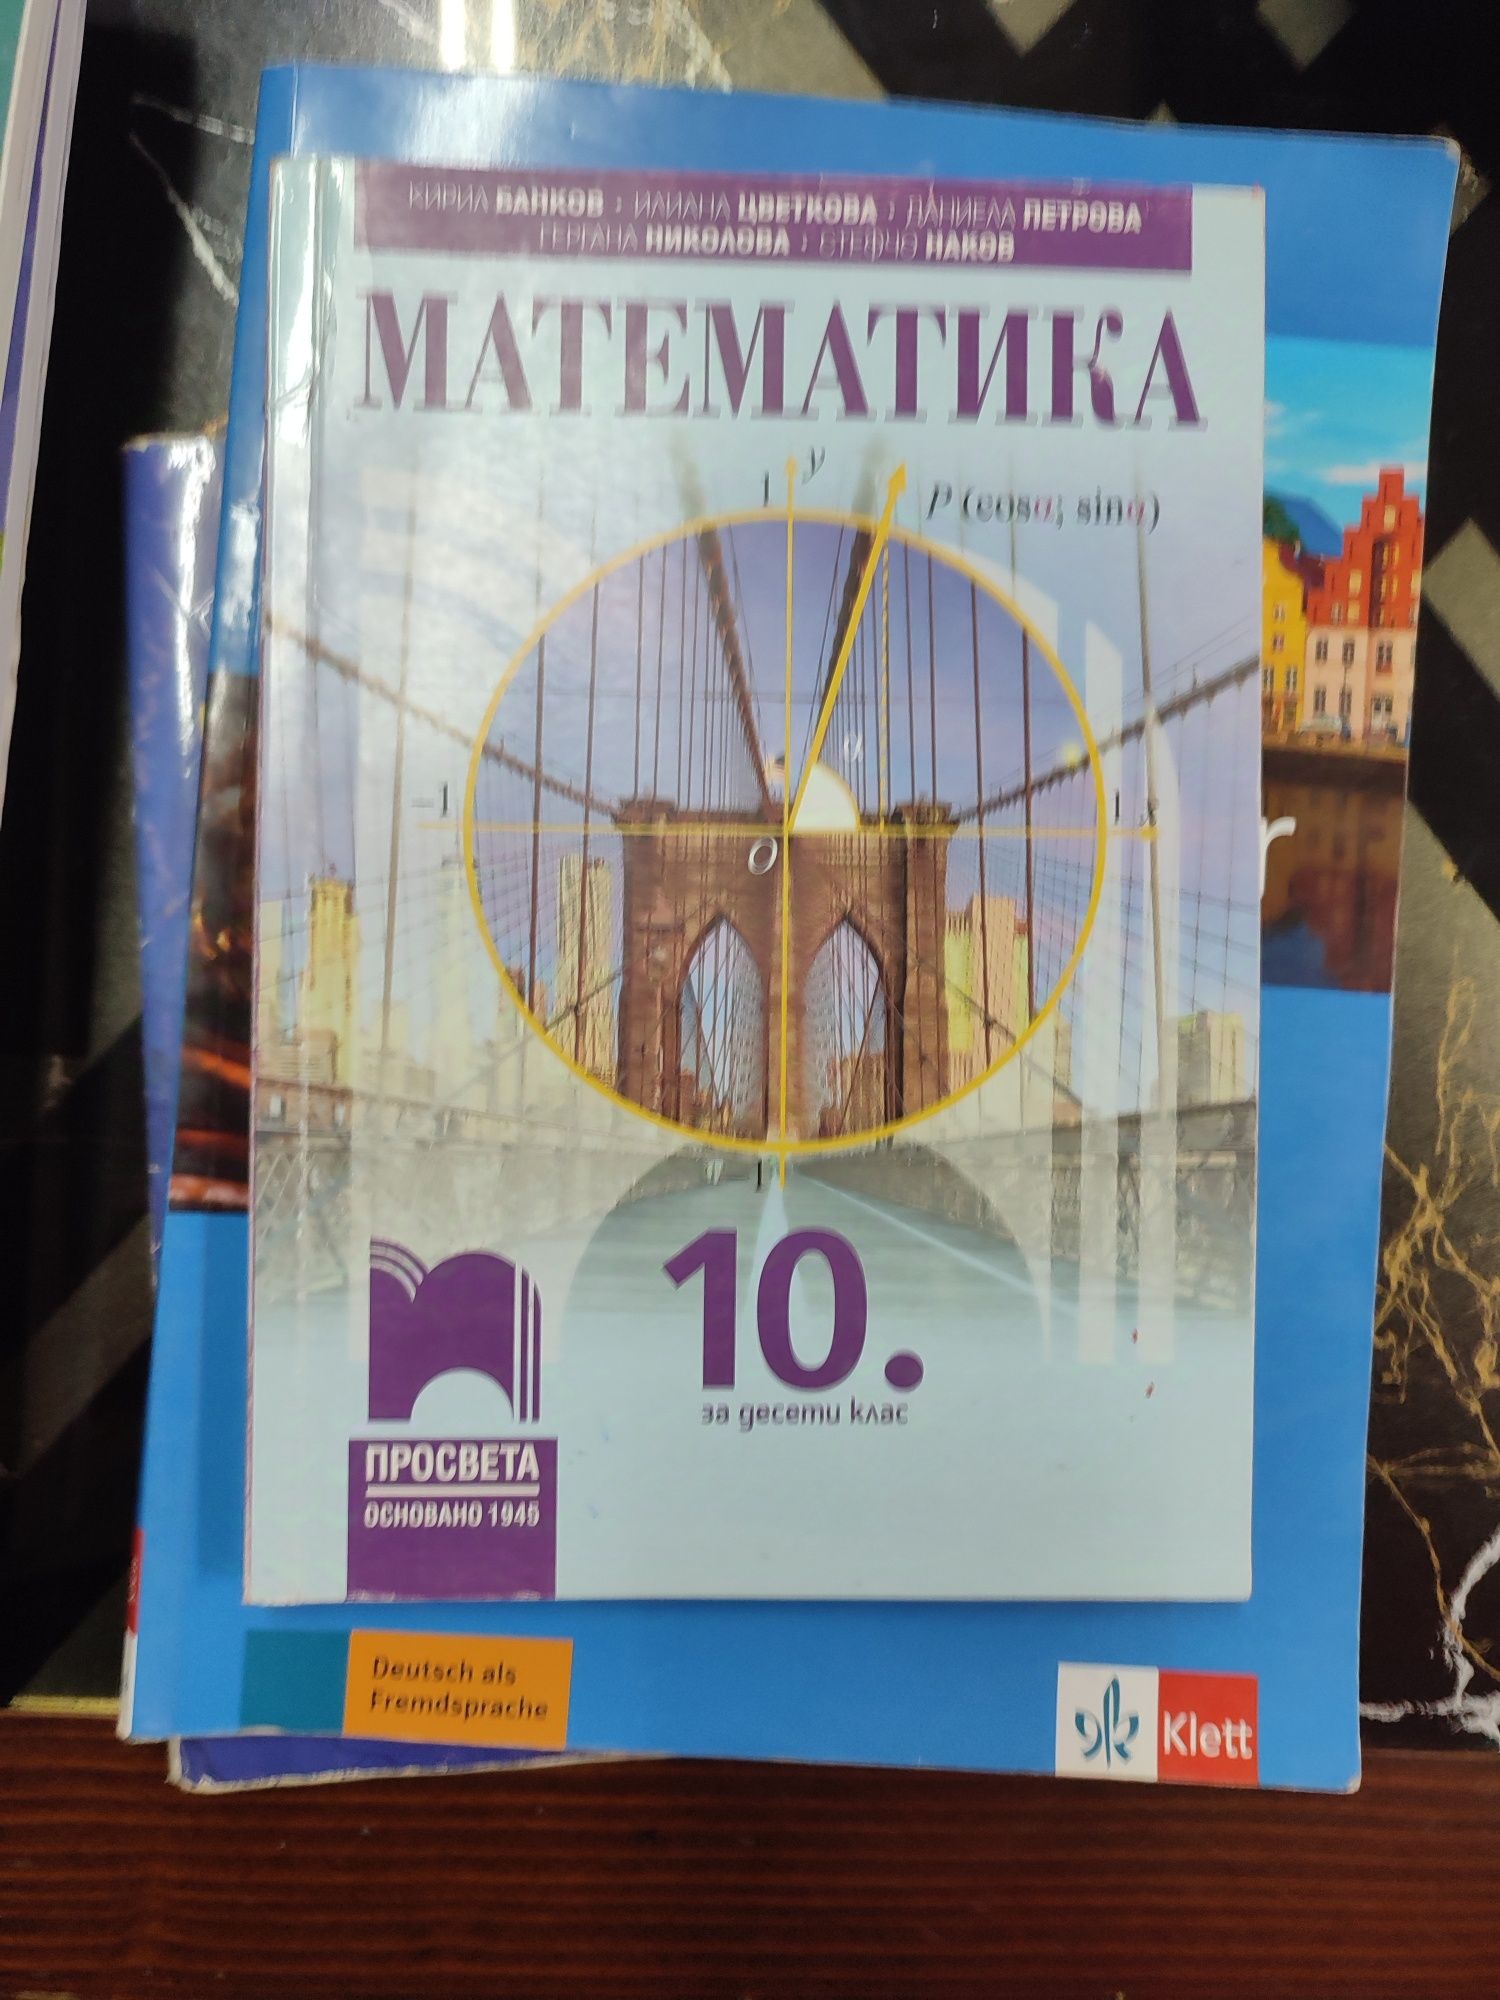 КИРИЛ БАНКОВ · ИЛИАНА ЦВЕТКОВА · ДАНИЕЛА ПЕТРОВА
ГЕРГАНА НИКОЛОВА · СТЕФЧО НАКОВ
МАТЕМАТИКА
1 y
P (cosα; sinα)
α
-1
1 x
O
-1
r
10.
за десети клас
ПРОСВЕТА
ОСНОВАНО 1945
Deutsch als
Fremdsprache
Klett